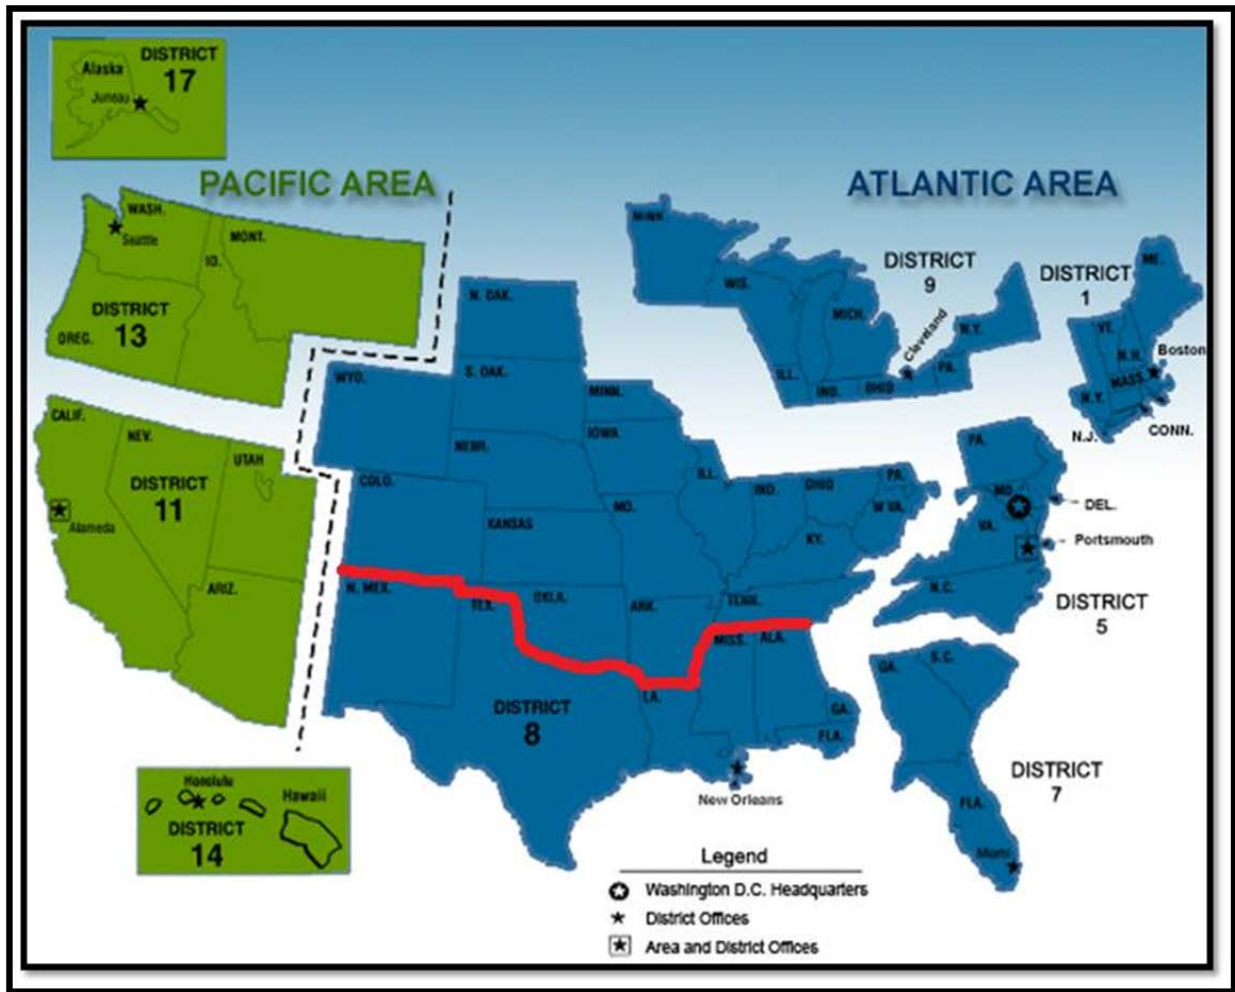 DISTRICT
17
Alaska
Juneau
PACIFIC AREA
ATLANTIC AREA
WASH.
Seattle
MONT.
ID.
DISTRICT
13
OREG.
CALIF.
NEV.
UTAH
DISTRICT
11
Alameda
ARIZ.
Honolulu
Hawaii
DISTRICT
14
N. DAK.
S. DAK.
WYO.
MINN.
NEBR.
IOWA
COLO.
KANSAS
MO.
ILL.
IND.
OHIO
PA.
W VA.
KY.
N. MEX.
TEX.
OKLA.
ARK.
TENN.
MISS.
ALA.
LA.
GA.
FLA.
DISTRICT
8
New Orleans
MINN
WIS.
MICH.
DISTRICT
9
Cleveland
N.Y.
ILL.
IND.
OHIO
PA.
DISTRICT
1
ME.
VT.
N.H.
Boston
MASS.
N.Y.
N.J.
CONN.
PA.
MD.
DEL.
VA.
Portsmouth
N.C.
DISTRICT
5
GA.
S.C.
DISTRICT
7
FLA.
Miami
Legend
Washington D.C. Headquarters
District Offices
Area and District Offices